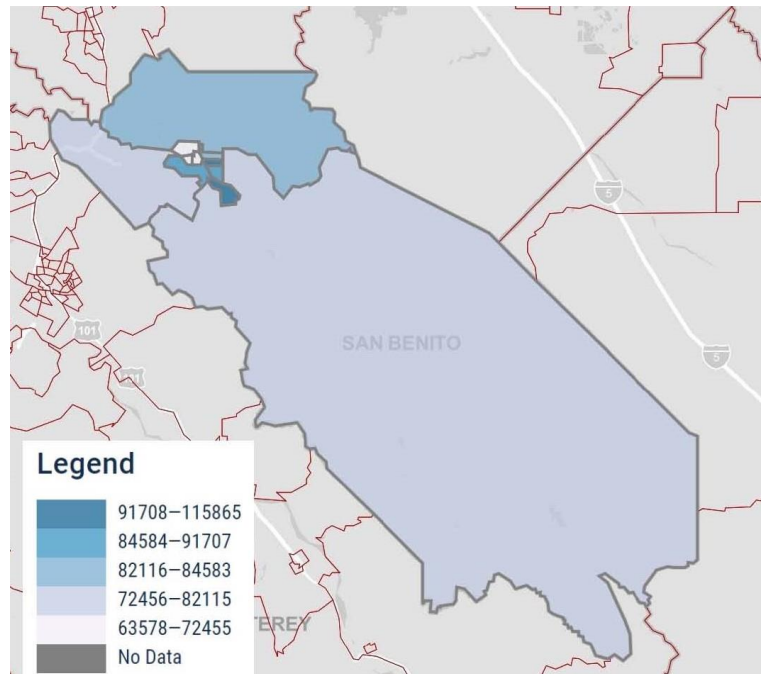 5
SAN BENITO
101
5
101
Legend
91708–115865
84584–91707
82116–84583
72456–82115
63578–72455
No Data
TEREY